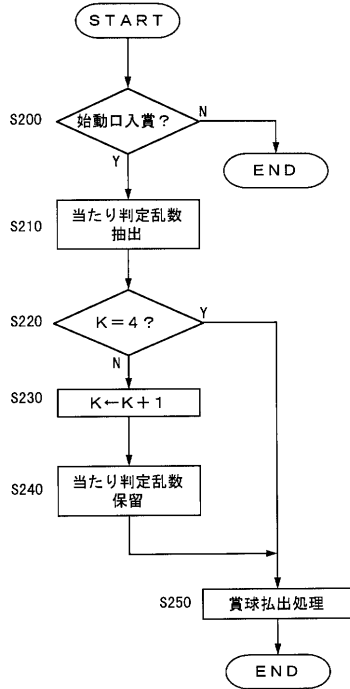 START
S200
始動口入賞？
N
Y
END
S210
当たり判定乱数
抽出
S220
K＝4？
Y
N
S230
K←K＋1
S240
当たり判定乱数
保留
S250
賞球払出処理
END